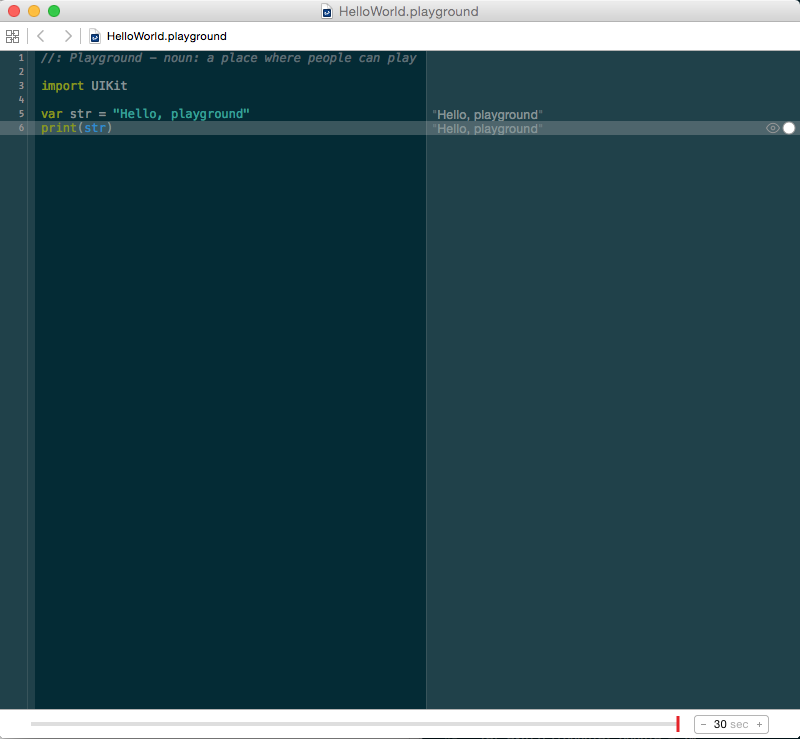 HelloWorld.playground
HelloWorld.playground
1 //: Playground – noun: a place where people can play
2
3 import UIKit
4
5 var str = "Hello, playground" "Hello, playground"
6 print(str) "Hello, playground"
– 30 sec +